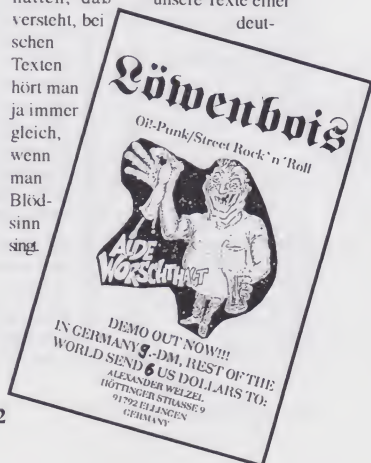 hatten, daß unsere Texte einer
versteht, bei deut-
schen
Texten
hört man
ja immer
gleich,
wenn
man
Blöd-
sinn
singt.
Löwenbois
Oi!-Punk/Street Rock`n´Roll
ALDE
WORSCHTHAUT
DEMO OUT NOW!!!
IN GERMANY 9.-DM, REST OF THE
WORLD SEND 6 US DOLLARS TO:
ALEXANDER WELZEL
HÖTTINGER STRASSE 9
91792 ELLINGEN
GERMANY
2